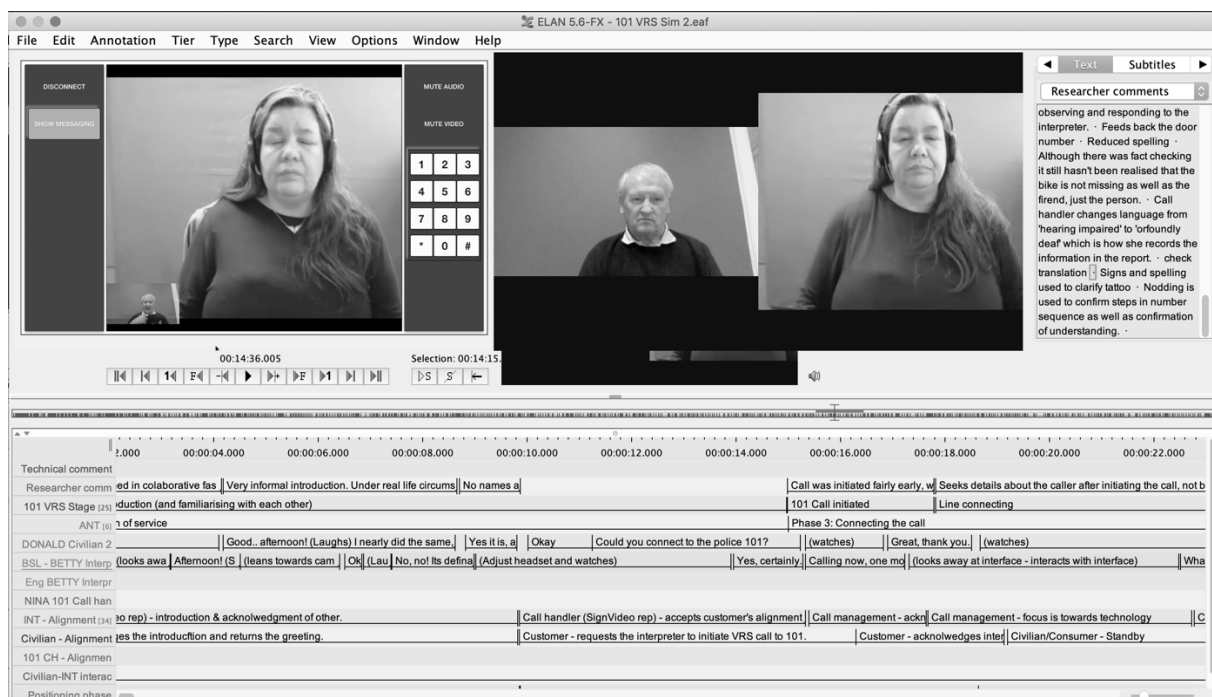 ELAN 5.6-FX - 101 VRS Sim 2.eaf
File Edit Annotation Tier Type Search View Options Window Help
DISCONNECT
SHOW MESSAGING
MUTE AUDIO
MUTE VIDEO
1 2 3
4 5 6
7 8 9
* 0 #
Text Subtitles
Researcher comments
observing and responding to the
interpreter. · Feeds back the door
number · Reduced spelling ·
Although there was fact checking
it still hasn't been realised that the
bike is not missing as well as the
firend, just the person. · Call
handler changes language from
'hearing impaired' to 'orfoundly
deaf' which is how she records the
information in the report. · check
translation · Signs and spelling
used to clarify tattoo · Nodding is
used to confirm steps in number
sequence as well as confirmation
of understanding. ·
00:14:36.005
Selection: 00:14:15.
2.000 00:00:04.000 00:00:06.000 00:00:08.000 00:00:10.000 00:00:12.000 00:00:14.000 00:00:16.000 00:00:18.000 00:00:20.000 00:00:22.000
Technical comment
Researcher comm ed in collaborative fas Very informal introduction. Under real life circums No names a Call was initiated fairly early, w Seeks details about the caller after initiating the call, not b
101 VRS Stage [25] duction (and familiarising with each other) 101 Call initiated Line connecting
ANT [6] n of service Phase 3: Connecting the call
DONALD Civilian 2 Good.. afternoon! (Laughs) I nearly did the same, Yes it is, a Okay Could you connect to the police 101? (watches) Great, thank you. (watches)
BSL - BETTY Interp (looks awa Afternoon! (S (leans towards cam Ok (Lau No, no! Its defina (Adjust headset and watches) Yes, certainly. Calling now, one mo (looks away at interface - interacts with interface) Wha
Eng BETTY Interpr
NINA 101 Call han
INT - Alignment [34] eo rep) - introduction & acknolwedgment of other. Call handler (SignVideo rep) - accepts customer's alignment Call management - ackn Call management - focus is towards technology C
Civilian - Alignment ges the introducftion and returns the greeting. Customer - requests the interpreter to initiate VRS call to 101. Customer - acknolwedges inter Civilian/Consumer - Standby
101 CH - Alignmen
Civilian-INT interac
Positioning phase